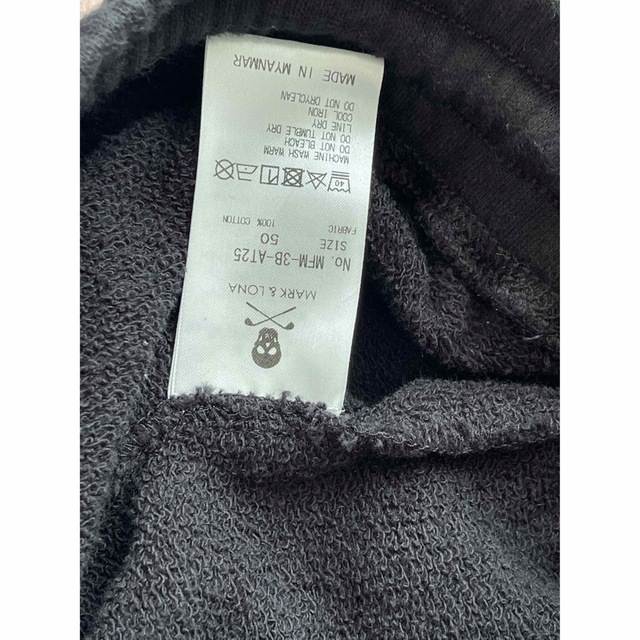 MARK & LONA
No. MFM-3B-AT25
SIZE
50
FABRIC
100% COTTON
40
MACHINE WASH WARM
DO NOT BLEACH
DO NOT TUMBLE DRY
LINE DRY
COOL IRON
DO NOT DRYCLEAN
MADE IN MYANMAR